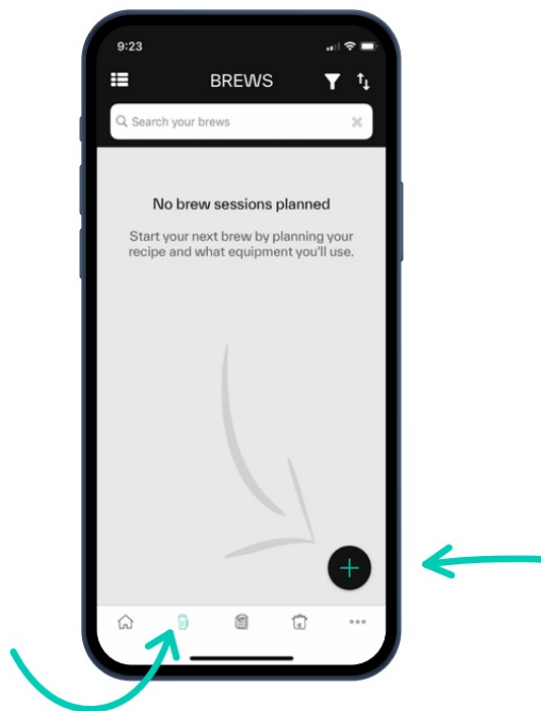 9:23
BREWS
Search your brews
No brew sessions planned
Start your next brew by planning your
recipe and what equipment you'll use.